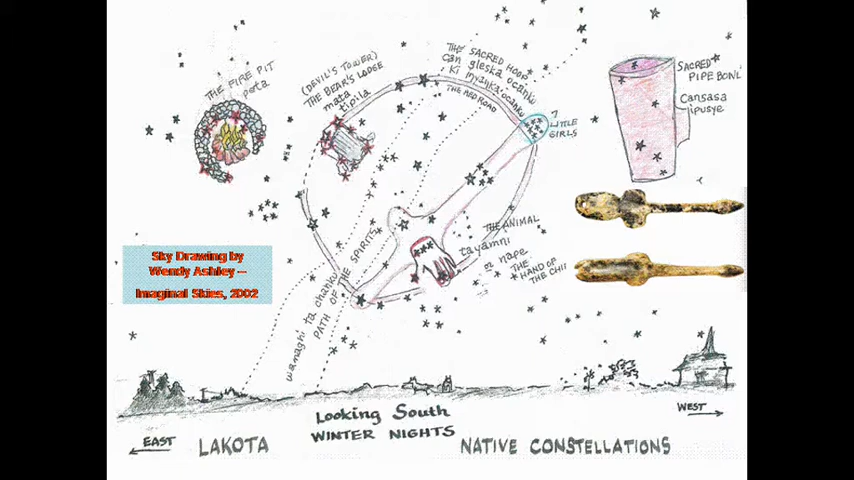 THE FIRE PIT
peta
(DEVIL'S TOWER)
THE BEAR'S LODGE
mato
tipila
THE SACRED HOOP
Can gleska ocanku
ki
THE RED ROAD
7
LITTLE
GIRLS
SACRED
PIPE BOWL
Cansasa
ipusye
THE ANIMAL
tayamni
nape
THE
HAND OF
THE CHIEF
Sky Drawing by
Wendy Ashley —
Imaginal Skies, 2002
wanaghi ta chanku
PATH OF THE SPIRITS
Looking South
WINTER NIGHTS
EAST
WEST
LAKOTA
NATIVE CONSTELLATIONS